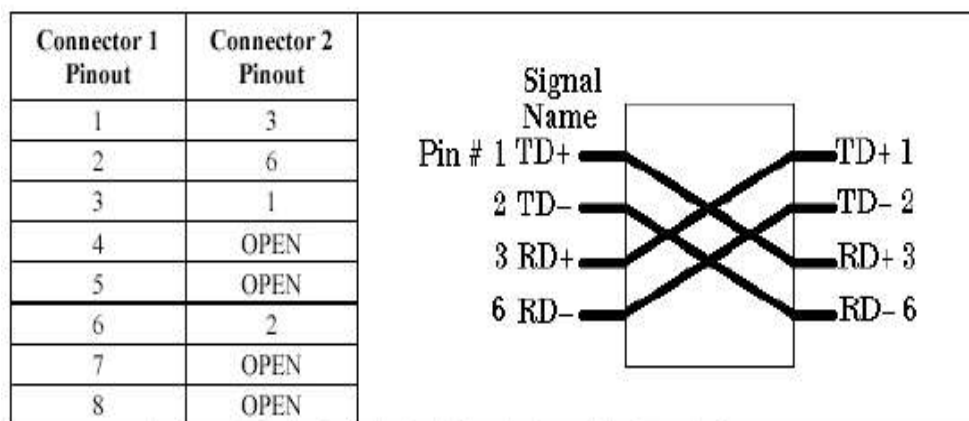 Connector 1 Pinout Connector 2 Pinout
1 3
2 6
3 1
4 OPEN
5 OPEN
6 2
7 OPEN
8 OPEN
Signal
Name
Pin # 1 TD+ TD+ 1
2 TD– TD– 2
3 RD+ RD+ 3
6 RD– RD– 6